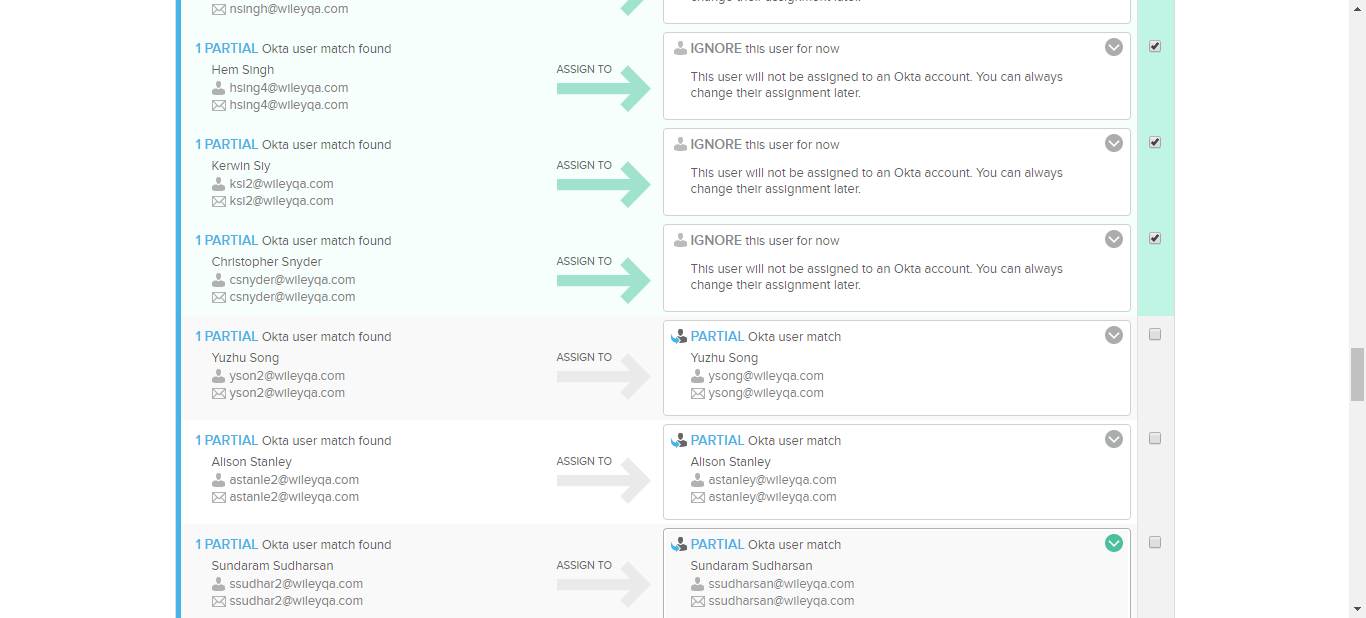 change their assignment later.
nsingh@wileyqa.com
1 PARTIAL Okta user match found
Hem Singh
hsing4@wileyqa.com
hsing4@wileyqa.com
ASSIGN TO
IGNORE this user for now
This user will not be assigned to an Okta account. You can always
change their assignment later.
1 PARTIAL Okta user match found
Kerwin Siy
ksi2@wileyqa.com
ksi2@wileyqa.com
ASSIGN TO
IGNORE this user for now
This user will not be assigned to an Okta account. You can always
change their assignment later.
1 PARTIAL Okta user match found
Christopher Snyder
csnyder@wileyqa.com
csnyder@wileyqa.com
ASSIGN TO
IGNORE this user for now
This user will not be assigned to an Okta account. You can always
change their assignment later.
1 PARTIAL Okta user match found
Yuzhu Song
yson2@wileyqa.com
yson2@wileyqa.com
ASSIGN TO
PARTIAL Okta user match
Yuzhu Song
ysong@wileyqa.com
ysong@wileyqa.com
1 PARTIAL Okta user match found
Alison Stanley
astanle2@wileyqa.com
astanle2@wileyqa.com
ASSIGN TO
PARTIAL Okta user match
Alison Stanley
astanley@wileyqa.com
astanley@wileyqa.com
1 PARTIAL Okta user match found
Sundaram Sudharsan
ssudhar2@wileyqa.com
ssudhar2@wileyqa.com
ASSIGN TO
PARTIAL Okta user match
Sundaram Sudharsan
ssudharsan@wileyqa.com
ssudharsan@wileyqa.com